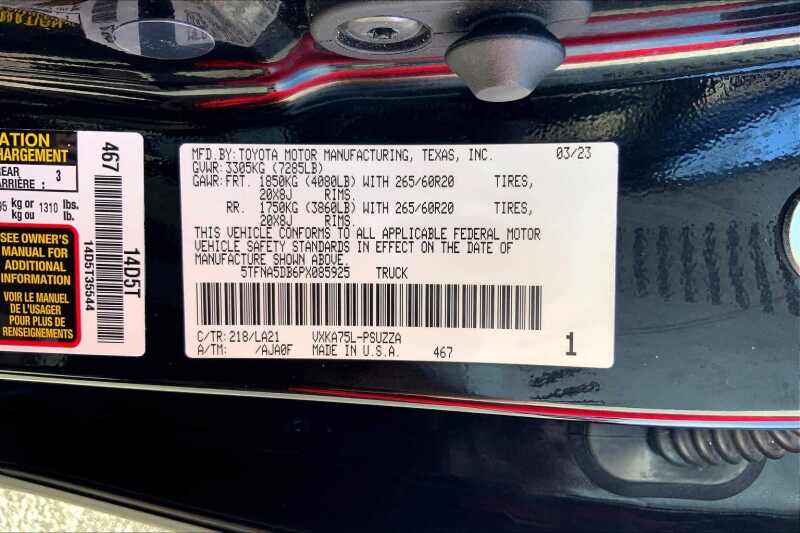 ATION
HARGEMENT
REAR
ARRIÈRE : 3
kg or 1310 lbs.
kg ou lb.
SEE OWNER'S
MANUAL FOR
ADDITIONAL
INFORMATION
VOIR LE MANUEL
DE L'USAGER
POUR PLUS DE
RENSEIGNEMENTS
467
14D5T
14D5T35544
MFD.BY:TOYOTA MOTOR MANUFACTURING, TEXAS, INC. 03/23
GVWR:3305KG (7285LB)
GAWR:FRT. 1850KG (4080LB) WITH 265/60R20 TIRES,
20X8J RIMS.
RR. 1750KG (3860LB) WITH 265/60R20 TIRES,
20X8J RIMS.
THIS VEHICLE CONFORMS TO ALL APPLICABLE FEDERAL MOTOR
VEHICLE SAFETY STANDARDS IN EFFECT ON THE DATE OF
MANUFACTURE SHOWN ABOVE.
5TFNA5DB6PX085925 TRUCK
C/TR:218/LA21 VXKA75L-PSUZZA
A/TM: /AJA0F MADE IN U.S.A. 467 1